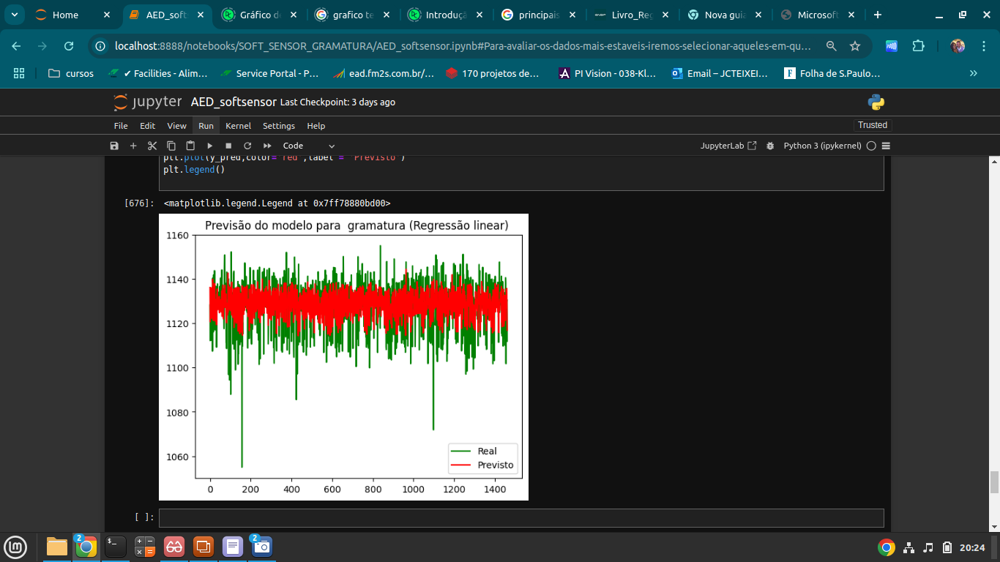 Home
AED_soft
Gráfico de
grafico te
Introduçã
principais
Livro_Reg
Nova guia
Microsoft
localhost:8888/notebooks/SOFT_SENSOR_GRAMATURA/AED_softsensor.ipynb#Para-avaliar-os-dados-mais-estaveis-iremos-selecionar-aqueles-em-qu...
cursos
✔ Facilities - Alim...
Service Portal - P...
ead.fm2s.com.br/...
170 projetos de...
PI Vision - 038-Kl...
Email – JCTEIXEI...
Folha de S.Paulo...
»
jupyter AED_softsensor Last Checkpoint: 3 days ago
File Edit View Run Kernel Settings Help
Trusted
Code
JupyterLab
Python 3 (ipykernel)
plt.plot(y_pred,color='red',label = 'Previsto')
plt.legend()
[676]: <matplotlib.legend.Legend at 0x7ff78880bd00>
Previsão do modelo para  gramatura (Regressão linear)
1160
1140
1120
1100
1080
1060
Real
Previsto
0 200 400 600 800 1000 1200 1400
[ ]:
2
$_
2
20:24